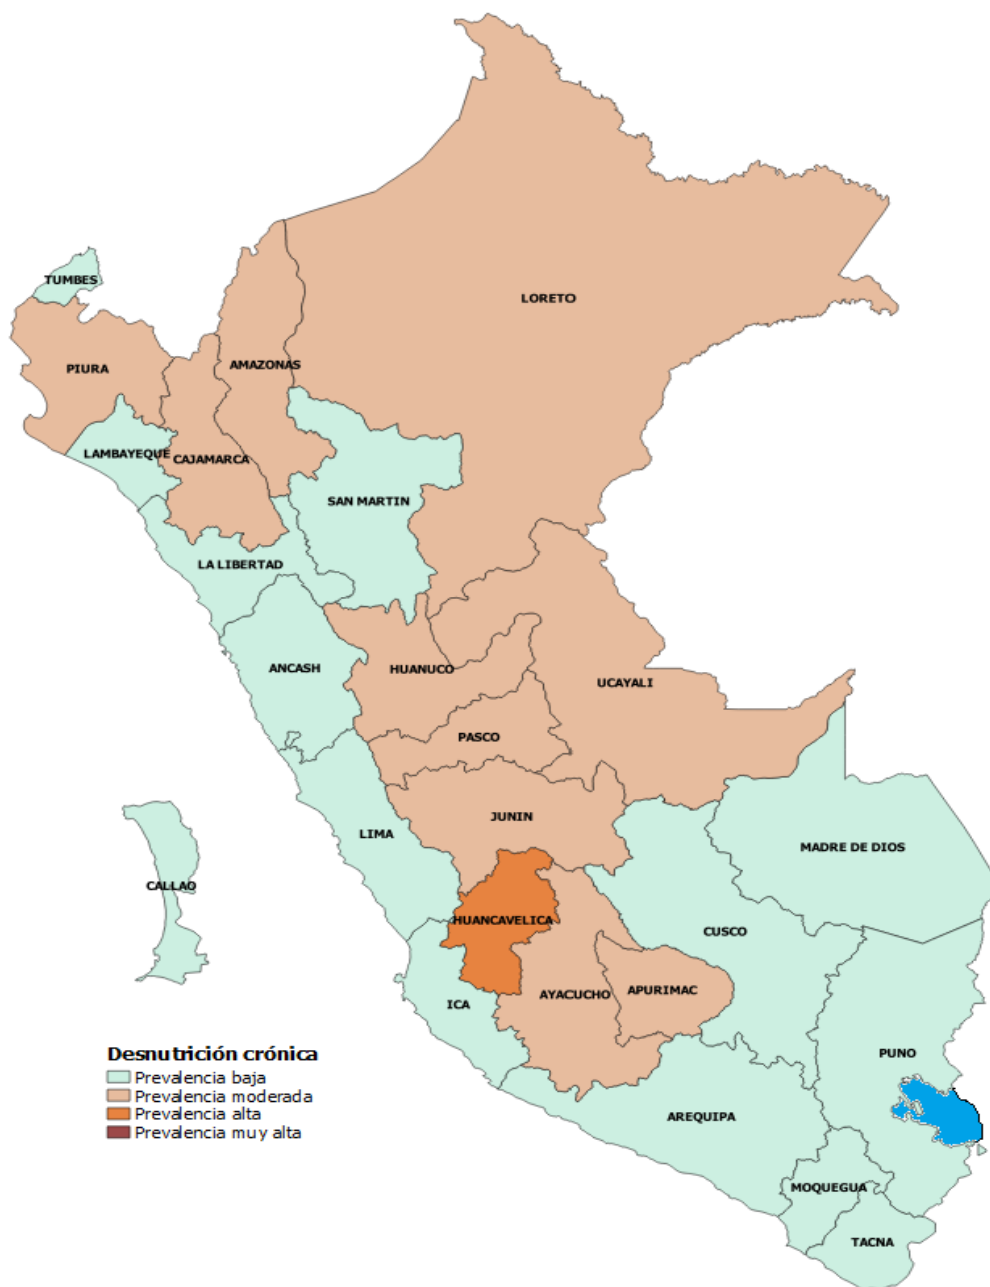 TUMBES
LORETO
PIURA
AMAZONAS
LAMBAYEQUE
CAJAMARCA
SAN MARTIN
LA LIBERTAD
ANCASH
HUANUCO
UCAYALI
PASCO
JUNIN
LIMA
MADRE DE DIOS
CALLAO
HUANCAVELICA
CUSCO
APURIMAC
AYACUCHO
ICA
PUNO
Desnutrición crónica
Prevalencia baja
Prevalencia moderada
Prevalencia alta
Prevalencia muy alta
AREQUIPA
MOQUEGUA
TACNA